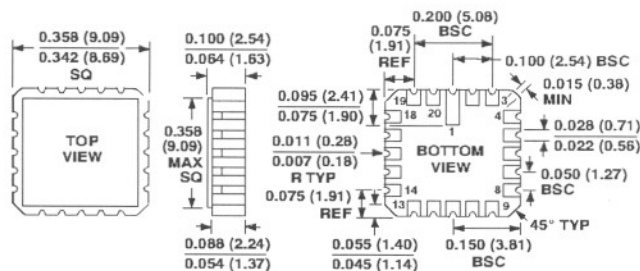 0.358 (9.09)
0.342 (8.69)
SQ
TOP
VIEW
0.100 (2.54)
0.064 (1.63)
0.358
(9.09)
MAX
SQ
0.088 (2.24)
0.054 (1.37)
0.200 (5.08)
BSC
0.075
(1.91)
REF
0.100 (2.54) BSC
0.015 (0.38)
MIN
0.095 (2.41)
0.075 (1.90)
19
20
3
18
1
4
0.028 (0.71)
0.022 (0.56)
0.011 (0.28)
0.007 (0.18)
R TYP
BOTTOM
VIEW
0.050 (1.27)
BSC
0.075 (1.91)
REF
14
8
13
9
45° TYP
0.055 (1.40)
0.045 (1.14)
0.150 (3.81)
BSC